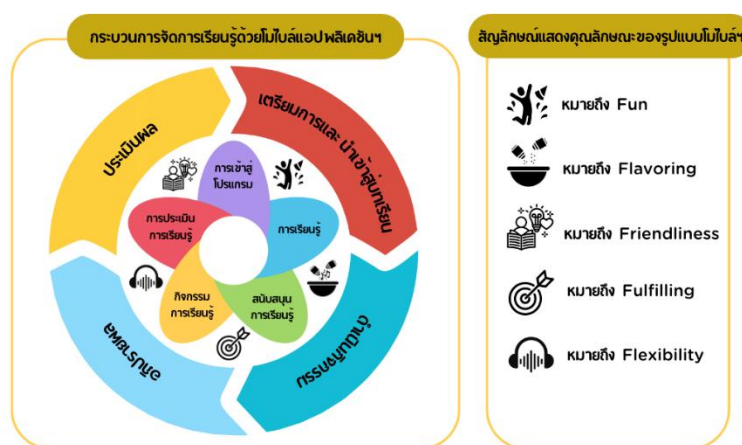 กระบวนการจัดการเรียนรู้ด้วยโมไบล์แอปพลิเคชันฯ
ประเมินผล
เตรียมการและ นำเข้าสู่บทเรียน
การเข้าสู่
โปรแกรม
การประเมิน
การเรียนรู้
การเรียนรู้
กิจกรรม
การเรียนรู้
สนับสนุน
การเรียนรู้
อภิปรายผล
ดำเนินกิจกรรม
สัญลักษณ์แสดงคุณลักษณะของรูปแบบโมไบล์ฯ
หมายถึง Fun
หมายถึง Flavoring
หมายถึง Friendliness
หมายถึง Fulfilling
หมายถึง Flexibility